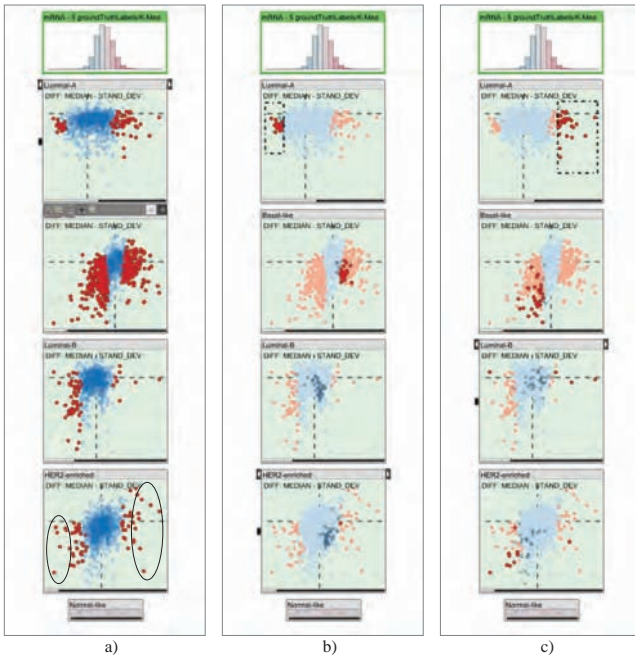 mRNA - 5 groundTruthLabels/K-Mea
Luminal-A
DIFF: MEDIAN - STAND_DEV
DIFF: MEDIAN - STAND_DEV
Luminal-B
DIFF: MEDIAN - STAND_DEV
HER2-enriched
DIFF: MEDIAN - STAND_DEV
Normal-like
a)
mRNA - 5 groundTruthLabels/K-Mea
Luminal-A
DIFF: MEDIAN - STAND_DEV
Basal-like
DIFF: MEDIAN - STAND_DEV
Luminal-B
DIFF: MEDIAN - STAND_DEV
HER2-enriched
DIFF: MEDIAN - STAND_DEV
Normal-like
b)
mRNA - 5 groundTruthLabels/K-Mea
Luminal-A
DIFF: MEDIAN - STAND_DEV
Basal-like
DIFF: MEDIAN - STAND_DEV
Luminal-B
DIFF: MEDIAN - STAND_DEV
HER2-enriched
DIFF: MEDIAN - STAND_DEV
Normal-like
c)